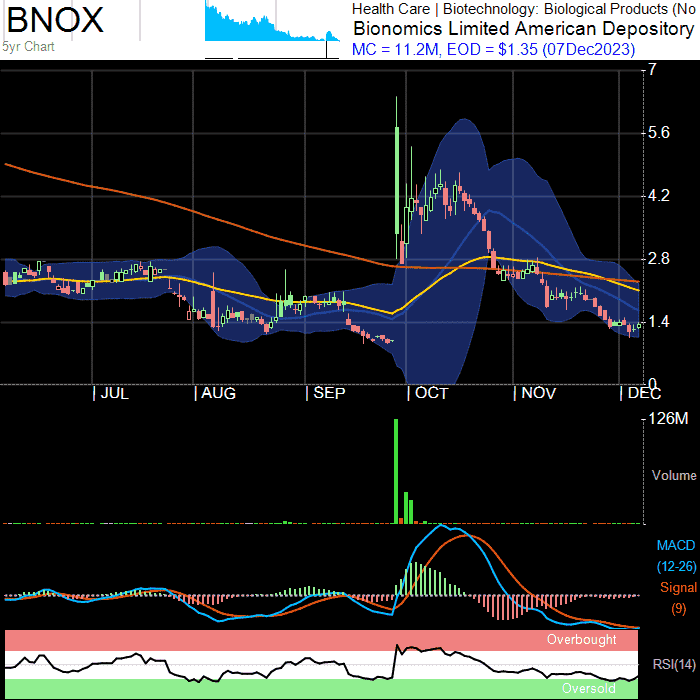 BNOX
5yr Chart
Health Care | Biotechnology: Biological Products (No
Bionomics Limited American Depository
MC = 11.2M, EOD = $1.35 (07Dec2023)
7
5.6
4.2
2.8
1.4
0
JUL
AUG
SEP
OCT
NOV
DEC
126M
Volume
MACD
(12-26)
Signal
(9)
Overbought
RSI(14)
Oversold